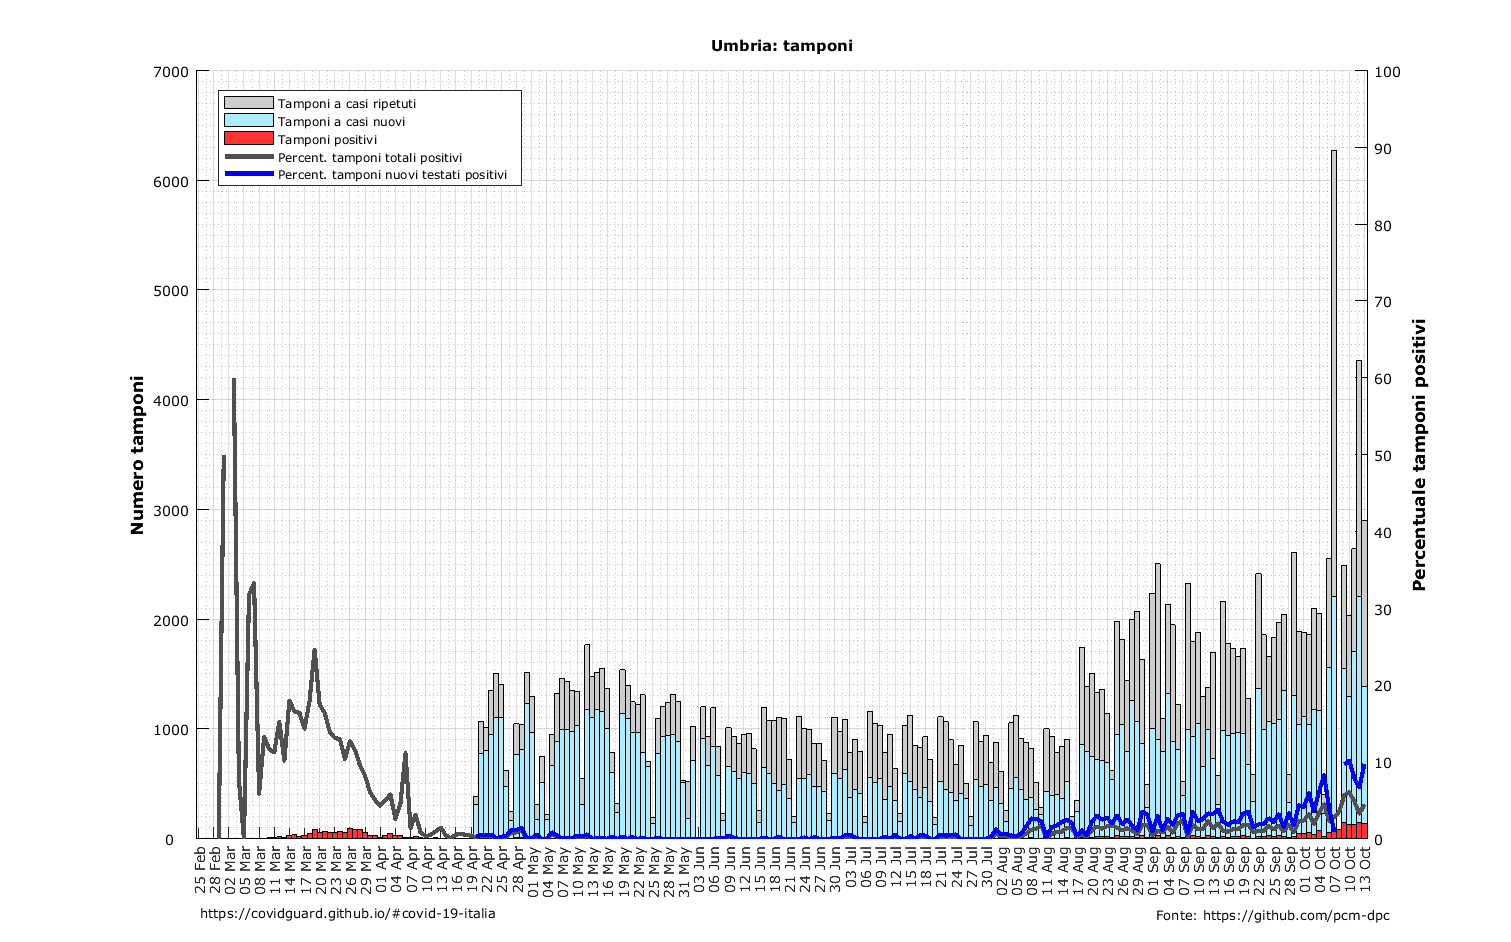 Umbria: tamponi
7000
6000
5000
4000
3000
2000
1000
0
Numero tamponi
Tamponi a casi ripetuti
Tamponi a casi nuovi
Tamponi positivi
Percent. tamponi totali positivi
Percent. tamponi nuovi testati positivi
100
90
80
70
60
50
40
30
20
10
0
Percentuale tamponi positivi
25 Feb
28 Feb
02 Mar
05 Mar
08 Mar
11 Mar
14 Mar
17 Mar
20 Mar
23 Mar
26 Mar
29 Mar
01 Apr
04 Apr
07 Apr
10 Apr
13 Apr
16 Apr
19 Apr
22 Apr
25 Apr
28 Apr
01 May
04 May
07 May
10 May
13 May
16 May
19 May
22 May
25 May
28 May
31 May
03 Jun
06 Jun
09 Jun
12 Jun
15 Jun
18 Jun
21 Jun
24 Jun
27 Jun
30 Jun
03 Jul
06 Jul
09 Jul
12 Jul
15 Jul
18 Jul
21 Jul
24 Jul
27 Jul
30 Jul
02 Aug
05 Aug
08 Aug
11 Aug
14 Aug
17 Aug
20 Aug
23 Aug
26 Aug
29 Aug
01 Sep
04 Sep
07 Sep
10 Sep
13 Sep
16 Sep
19 Sep
22 Sep
25 Sep
28 Sep
01 Oct
04 Oct
07 Oct
10 Oct
13 Oct
https://covidguard.github.io/#covid-19-italia
Fonte: https://github.com/pcm-dpc